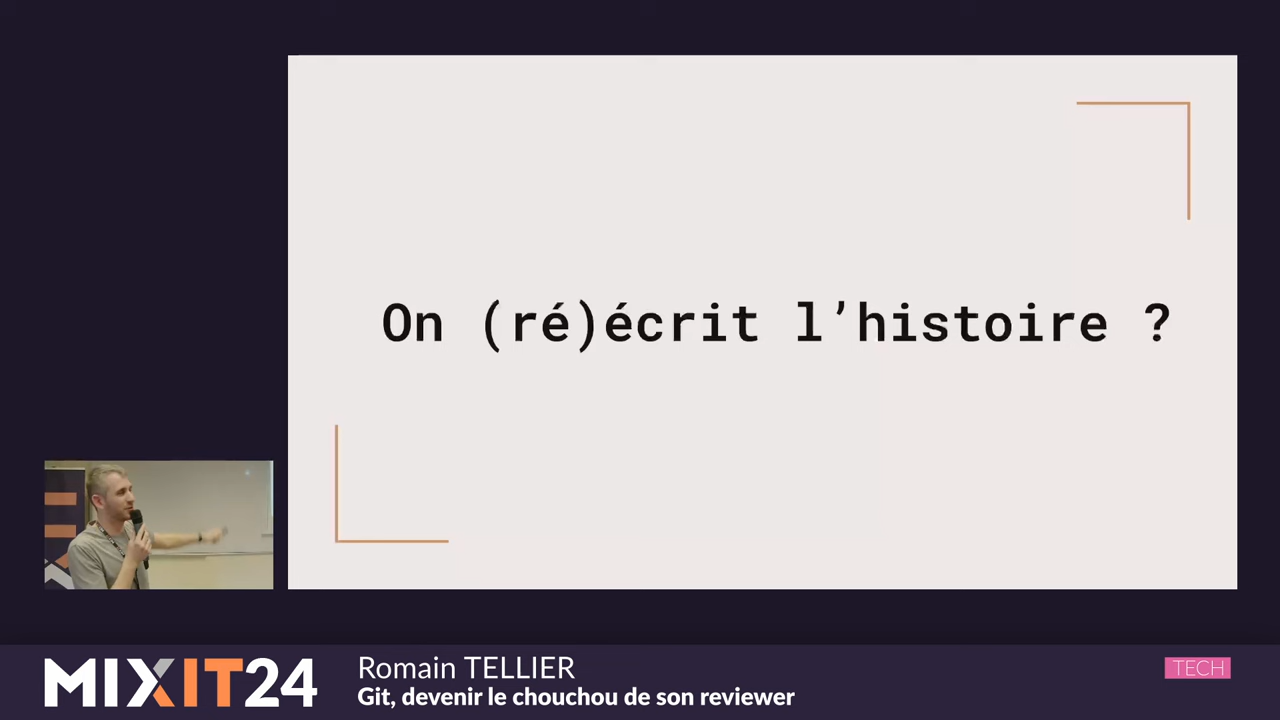 On (ré)écrit l’histoire ?
MIXIT24
Romain TELLIER
Git, devenir le chouchou de son reviewer
TECH